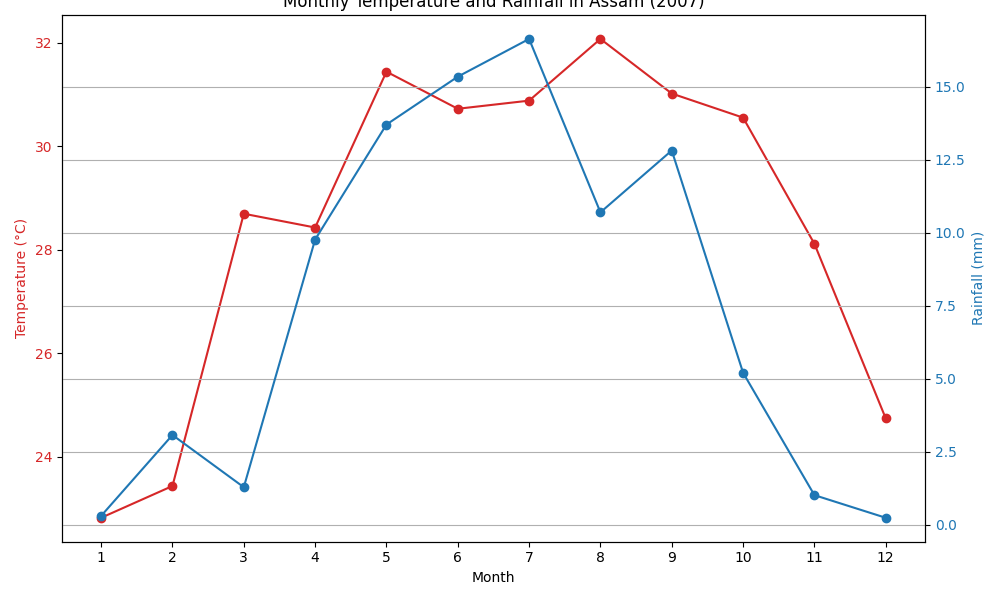 Monthly Temperature and Rainfall in Assam (2007)
32
30
28
26
24
Temperature (°C)
15.0
12.5
10.0
7.5
5.0
2.5
0.0
Rainfall (mm)
1 2 3 4 5 6 7 8 9 10 11 12
Month